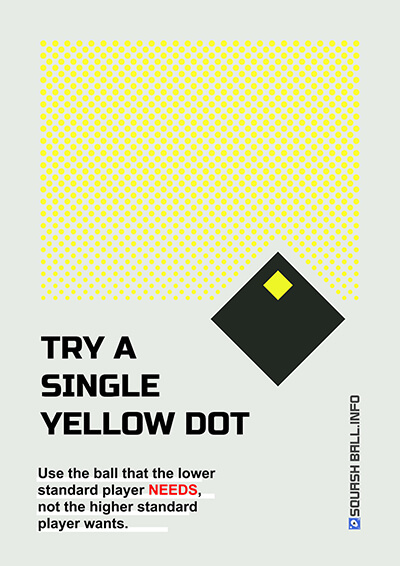 TRY A
SINGLE
YELLOW DOT
Use the ball that the lower
standard player NEEDS,
not the higher standard
player wants.
SQUASH BALL.INFO